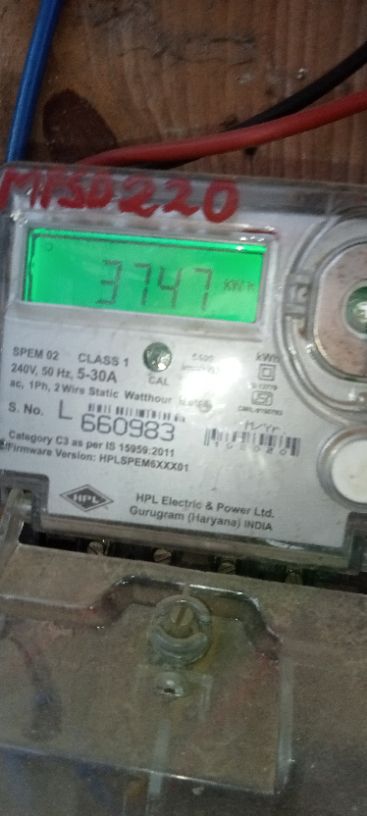 MPSD220
3747 kWh
SPEM 02 CLASS 1
240V, 50 Hz, 5-30A
CAL
kWh
ac, 1Ph, 2 Wire Static Watthour
S. No. L 660983
M/Yr.
Category C3 as per IS 15959:2011
Firmware Version: HPLSPEM6XXX01
HPL
HPL Electric & Power Ltd.
Gurugram (Haryana) INDIA